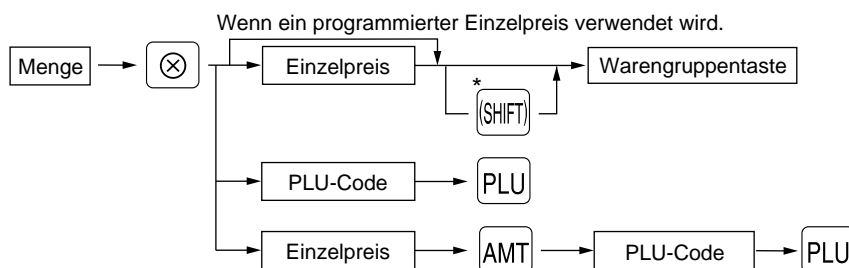 Wenn ein programmierter Einzelpreis verwendet wird.
Menge ⊗ Einzelpreis * (SHIFT) Warengruppentaste
PLU-Code PLU
Einzelpreis AMT PLU-Code PLU